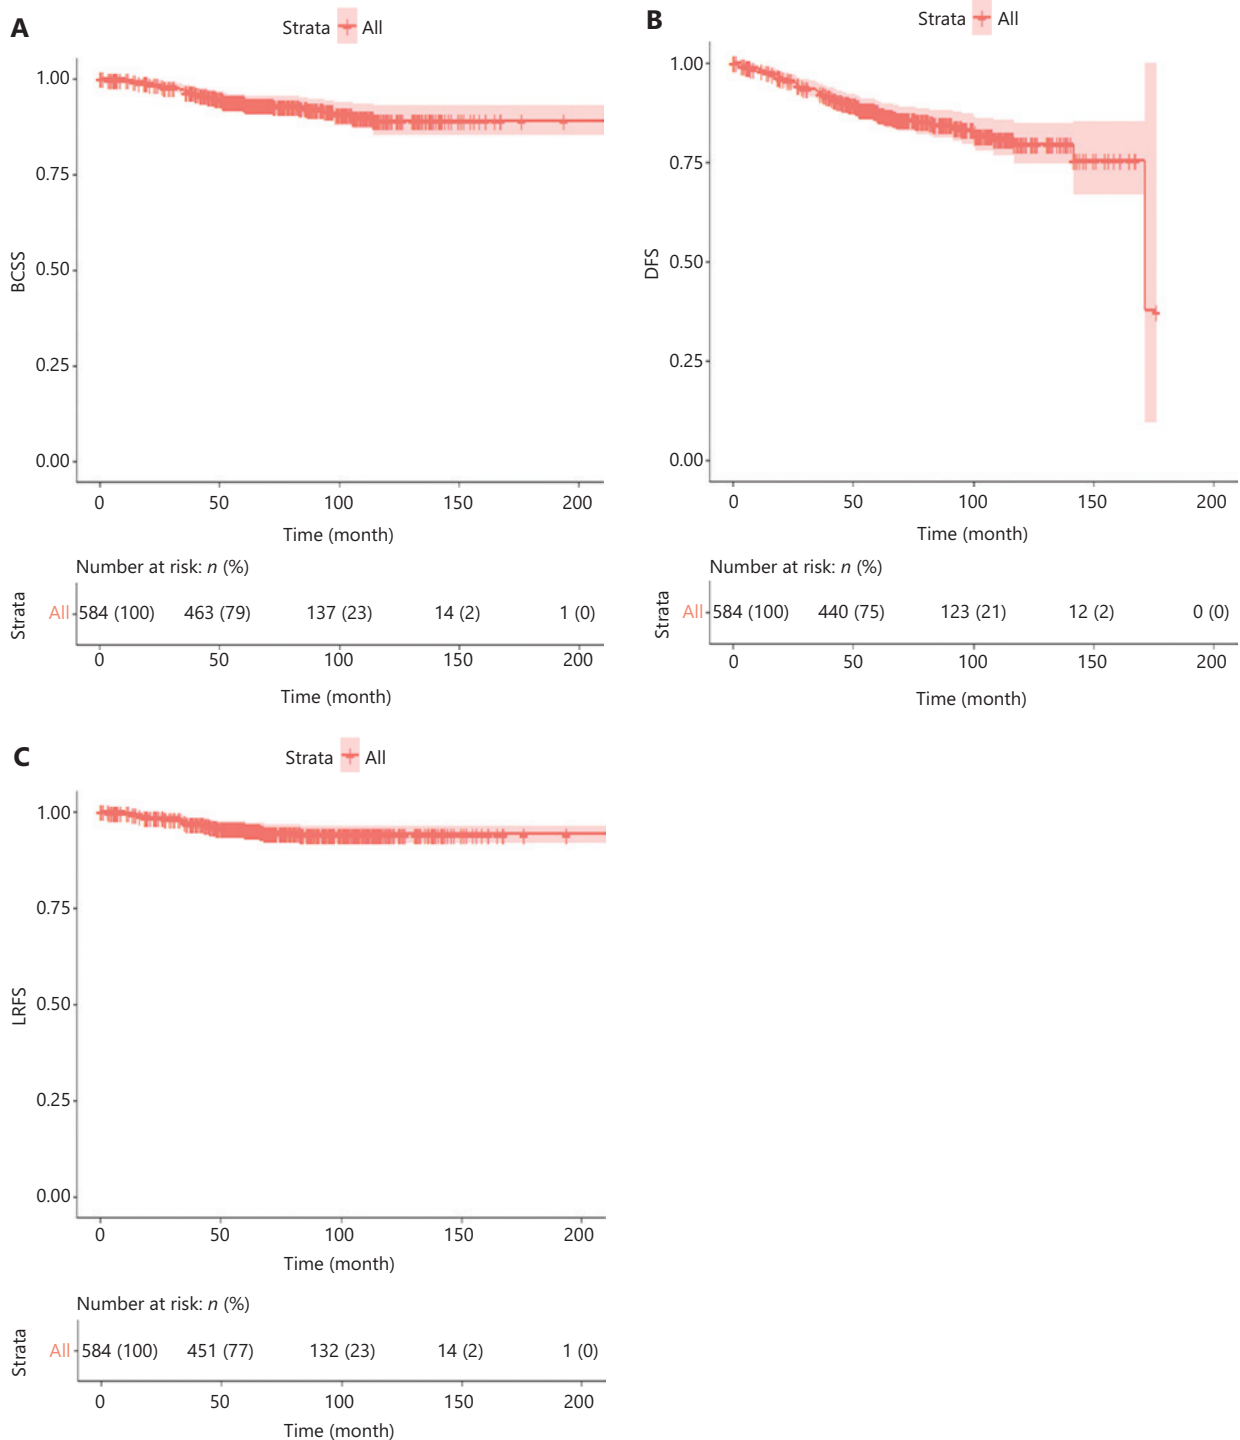 A
Strata All
1.00
0.75
0.50
0.25
0.00
BCSS
0 50 100 150 200
Time (month)
Number at risk: n (%)
Strata
All 584 (100) 463 (79) 137 (23) 14 (2) 1 (0)
0 50 100 150 200
Time (month)
B
Strata All
1.00
0.75
0.50
0.25
0.00
DFS
0 50 100 150 200
Time (month)
Number at risk: n (%)
Strata
All 584 (100) 440 (75) 123 (21) 12 (2) 0 (0)
0 50 100 150 200
Time (month)
C
Strata All
1.00
0.75
0.50
0.25
0.00
LRFS
0 50 100 150 200
Time (month)
Number at risk: n (%)
Strata
All 584 (100) 451 (77) 132 (23) 14 (2) 1 (0)
0 50 100 150 200
Time (month)